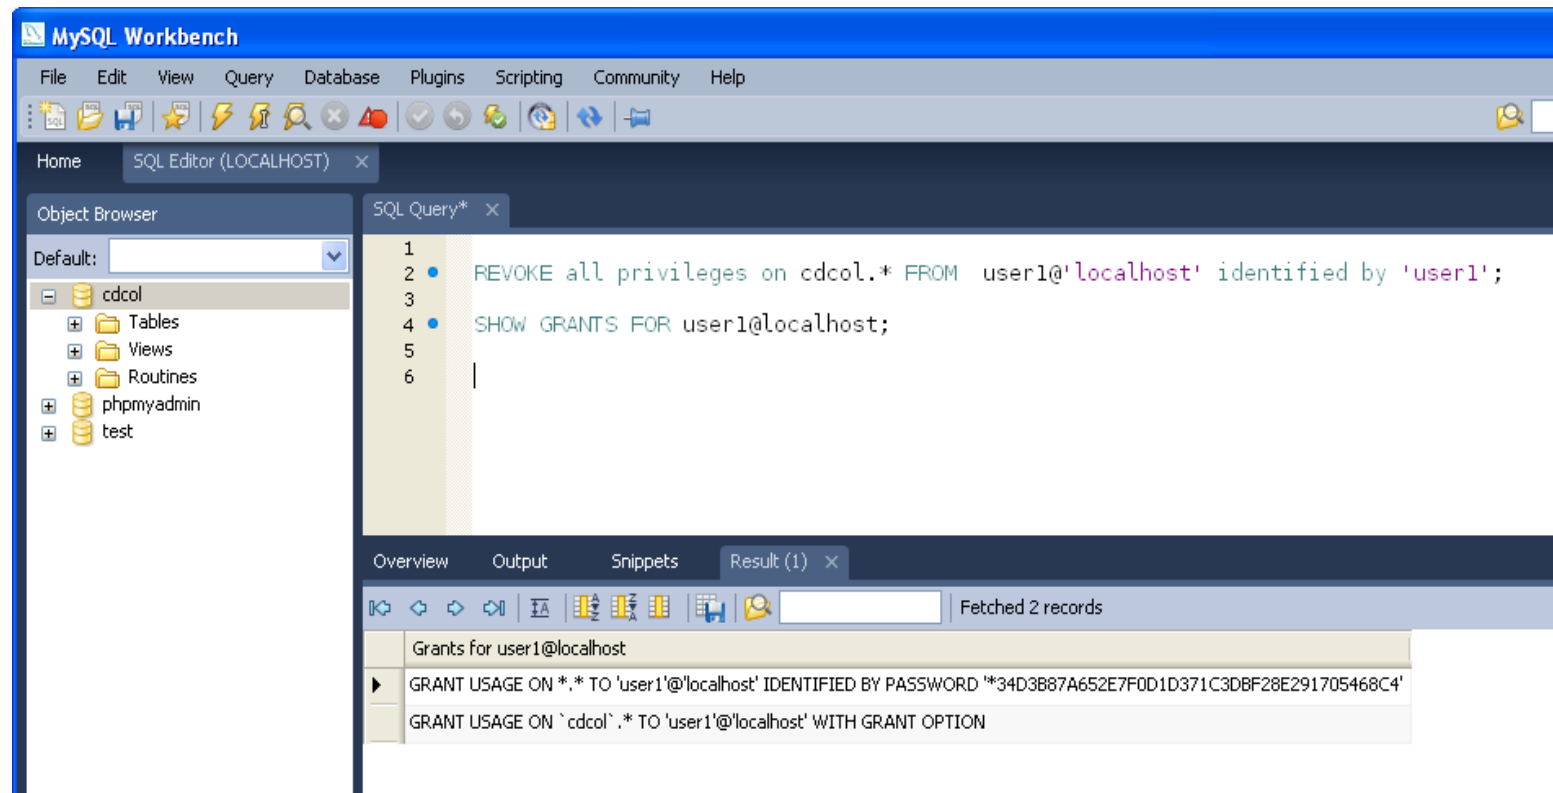 MySQL Workbench
File Edit View Query Database Plugins Scripting Community Help
Home SQL Editor (LOCALHOST)
Object Browser
SQL Query*
Default:
cdcol
Tables
Views
Routines
phpmyadmin
test
1
2 REVOKE all privileges on cdcol.* FROM  user1@'localhost' identified by 'user1';
3
4 SHOW GRANTS FOR user1@localhost;
5
6
Overview Output Snippets Result (1)
Fetched 2 records
Grants for user1@localhost
GRANT USAGE ON *.* TO 'user1'@'localhost' IDENTIFIED BY PASSWORD '*34D3B87A652E7F0D1D371C3DBF28E291705468C4'
GRANT USAGE ON `cdcol`.* TO 'user1'@'localhost' WITH GRANT OPTION